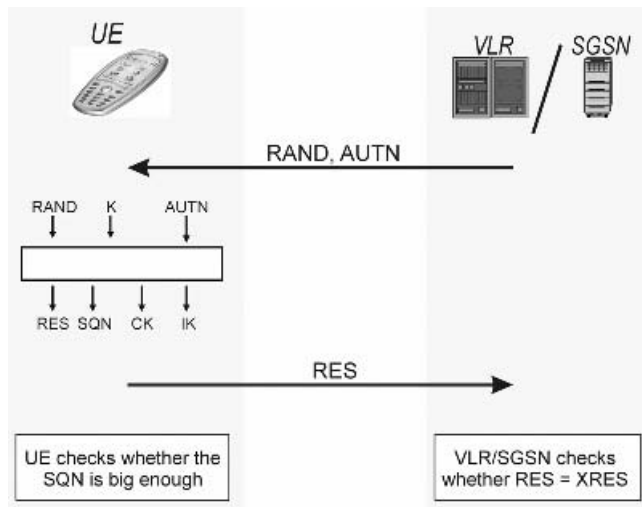 UE
VLR / SGSN
RAND, AUTN
RAND K AUTN
RES SQN CK IK
RES
UE checks whether the
SQN is big enough
VLR/SGSN checks
whether RES = XRES